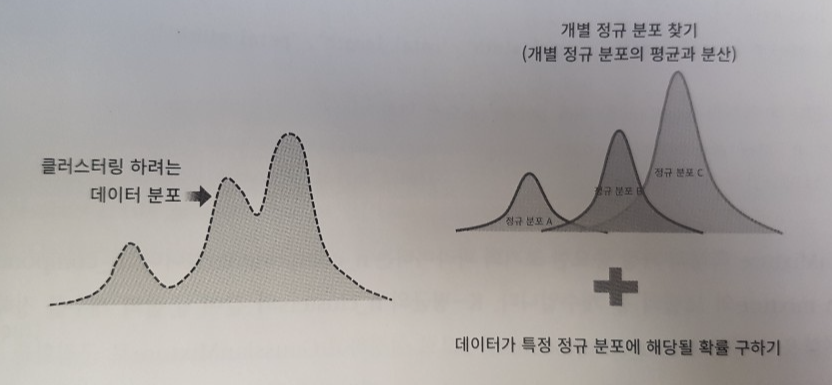 클러스터링 하려는
데이터 분포
개별 정규 분포 찾기
(개별 정규 분포의 평균과 분산)
정규 분포 A
정규 분포 B
정규 분포 C
데이터가 특정 정규 분포에 해당될 확률 구하기